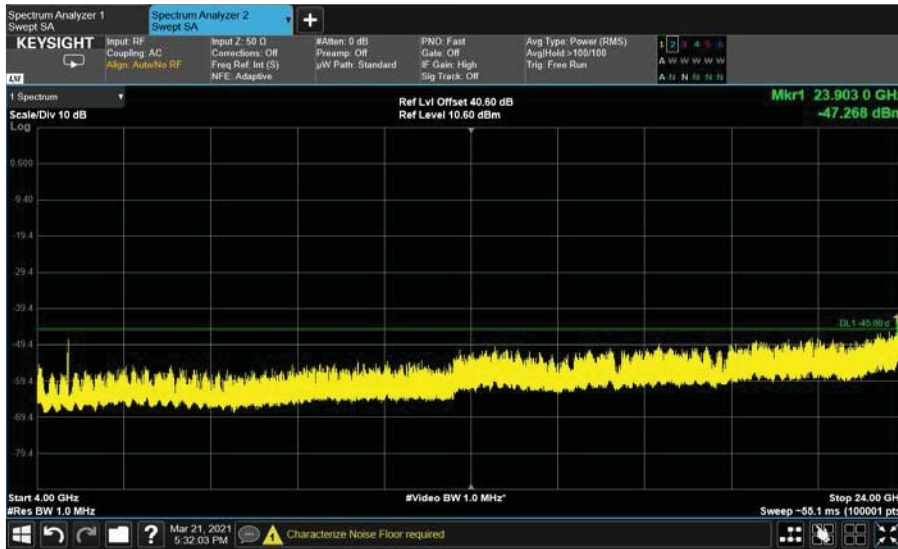 Spectrum Analyzer 1
Swept SA
Spectrum Analyzer 2
Swept SA
+
KEYSIGHT
LXI
Input: RF
Coupling: AC
Align: Auto/No RF
Input Z: 50 Ω
Corrections: Off
Freq Ref: Int (S)
NFE: Adaptive
#Atten: 0 dB
Preamp: Off
µW Path: Standard
PNO: Fast
Gate: Off
IF Gain: High
Sig Track: Off
Avg Type: Power (RMS)
Avg|Hold:>100/100
Trig: Free Run
1 2 3 4 5 6
A W W W W W
A N N N N N
1 Spectrum
Scale/Div 10 dB
Log
Ref Lvl Offset 40.60 dB
Ref Level 10.60 dBm
Mkr1 23.903 0 GHz
-47.268 dBm
0.600
-9.40
-19.4
-29.4
-39.4
DL1 -45.00 d
1
-49.4
-59.4
-69.4
-79.4
Start 4.00 GHz
#Video BW 1.0 MHz*
Stop 24.00 GH
#Res BW 1.0 MHz
Sweep ~55.1 ms (100001 pts
?
Mar 21, 2021
5:32:03 PM
Characterize Noise Floor required